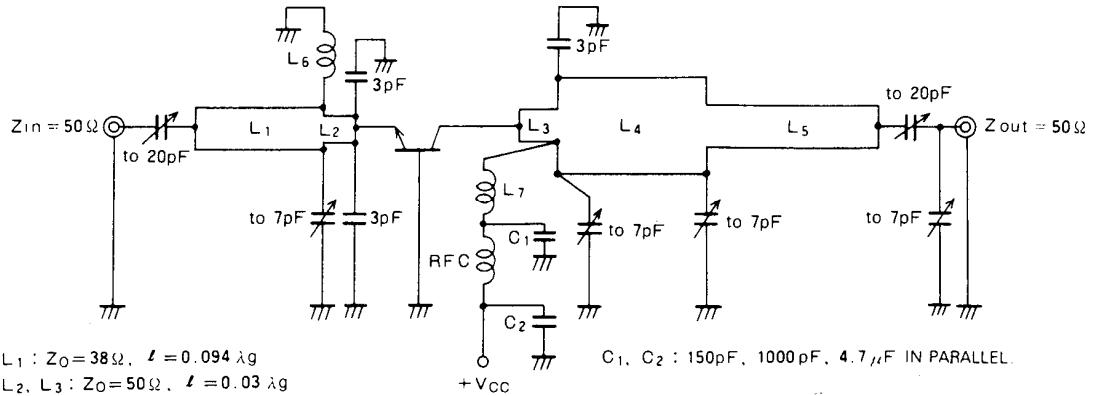 L6
3pF
3pF
Zin = 50Ω
to 20pF
L1
L2
L3
L4
L5
to 20pF
Zout = 50Ω
to 7pF
3pF
L7
C1
to 7pF
to 7pF
to 7pF
RFC
C2
+VCC
L1 : ZO = 38Ω, ℓ = 0.094 λg
L2, L3 : ZO = 50Ω, ℓ = 0.03 λg
C1, C2 : 150pF, 1000pF, 4.7μF IN PARALLEL.